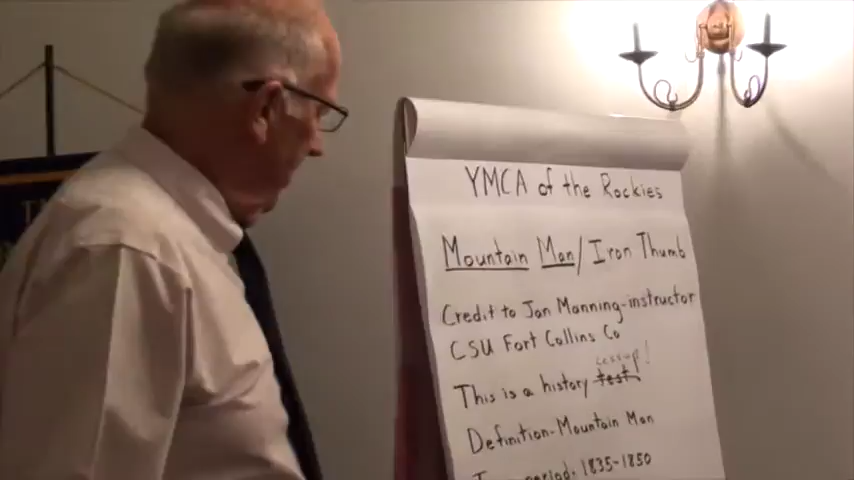 YMCA of the Rockies
Mountain Man/Iron Thumb
Credit to Jan Manning-instructor
CSU Fort Collins Co
This is a history test
Definition-Mountain Man
period. 1835-1850